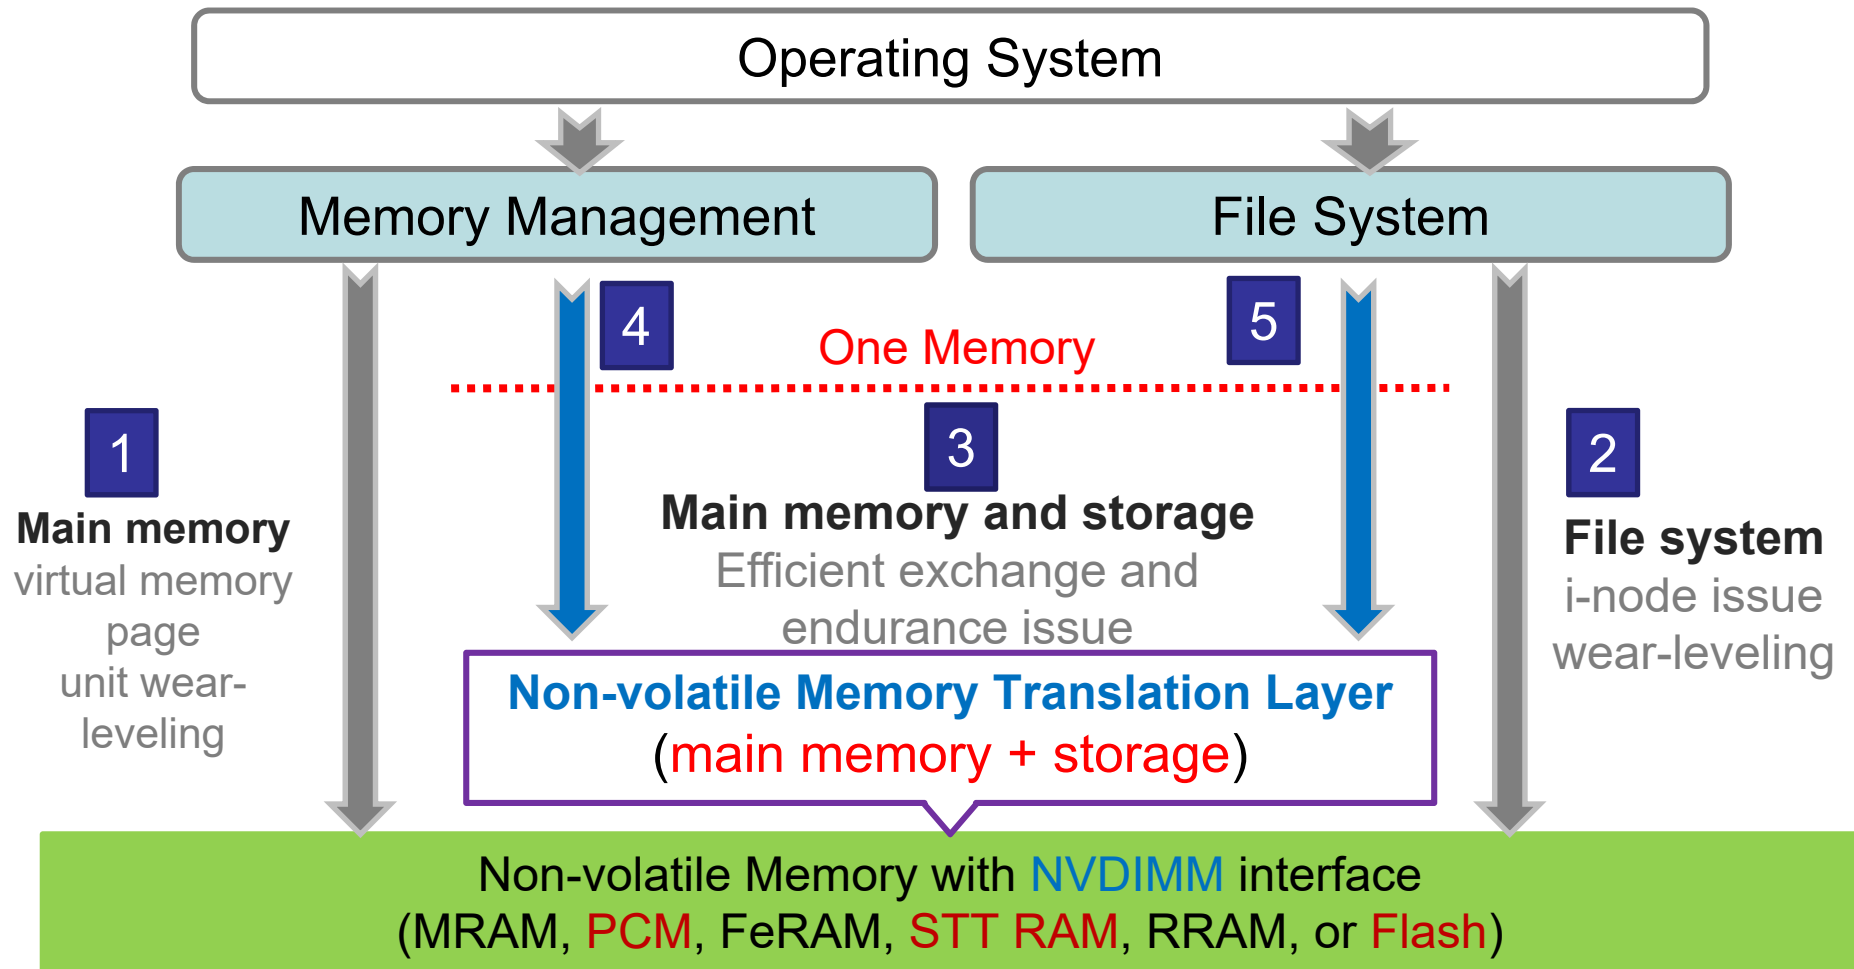 Operating System
Memory Management
File System
4
5
One Memory
1
3
2
Main memory
virtual memory
page
unit wear-
leveling
Main memory and storage
Efficient exchange and
endurance issue
File system
i-node issue
wear-leveling
Non-volatile Memory Translation Layer
(main memory + storage)
Non-volatile Memory with NVDIMM interface
(MRAM, PCM, FeRAM, STT RAM, RRAM, or Flash)